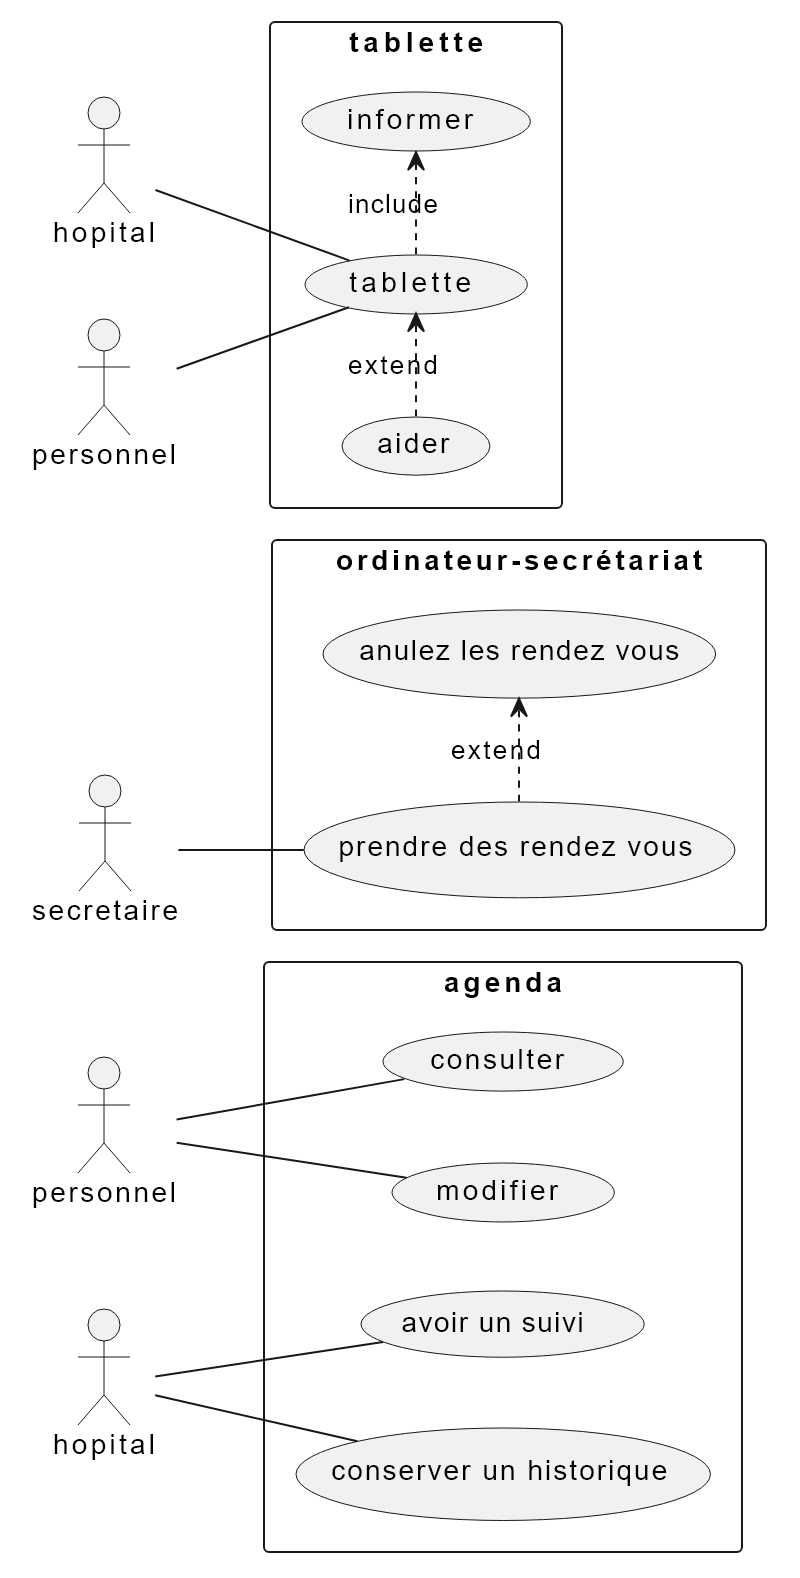 tablette
informer
hopital
include
tablette
personnel
extend
aider
ordinateur-secrétariat
anulez les rendez vous
extend
secretaire
prendre des rendez vous
agenda
consulter
personnel
modifier
avoir un suivi
hopital
conserver un historique